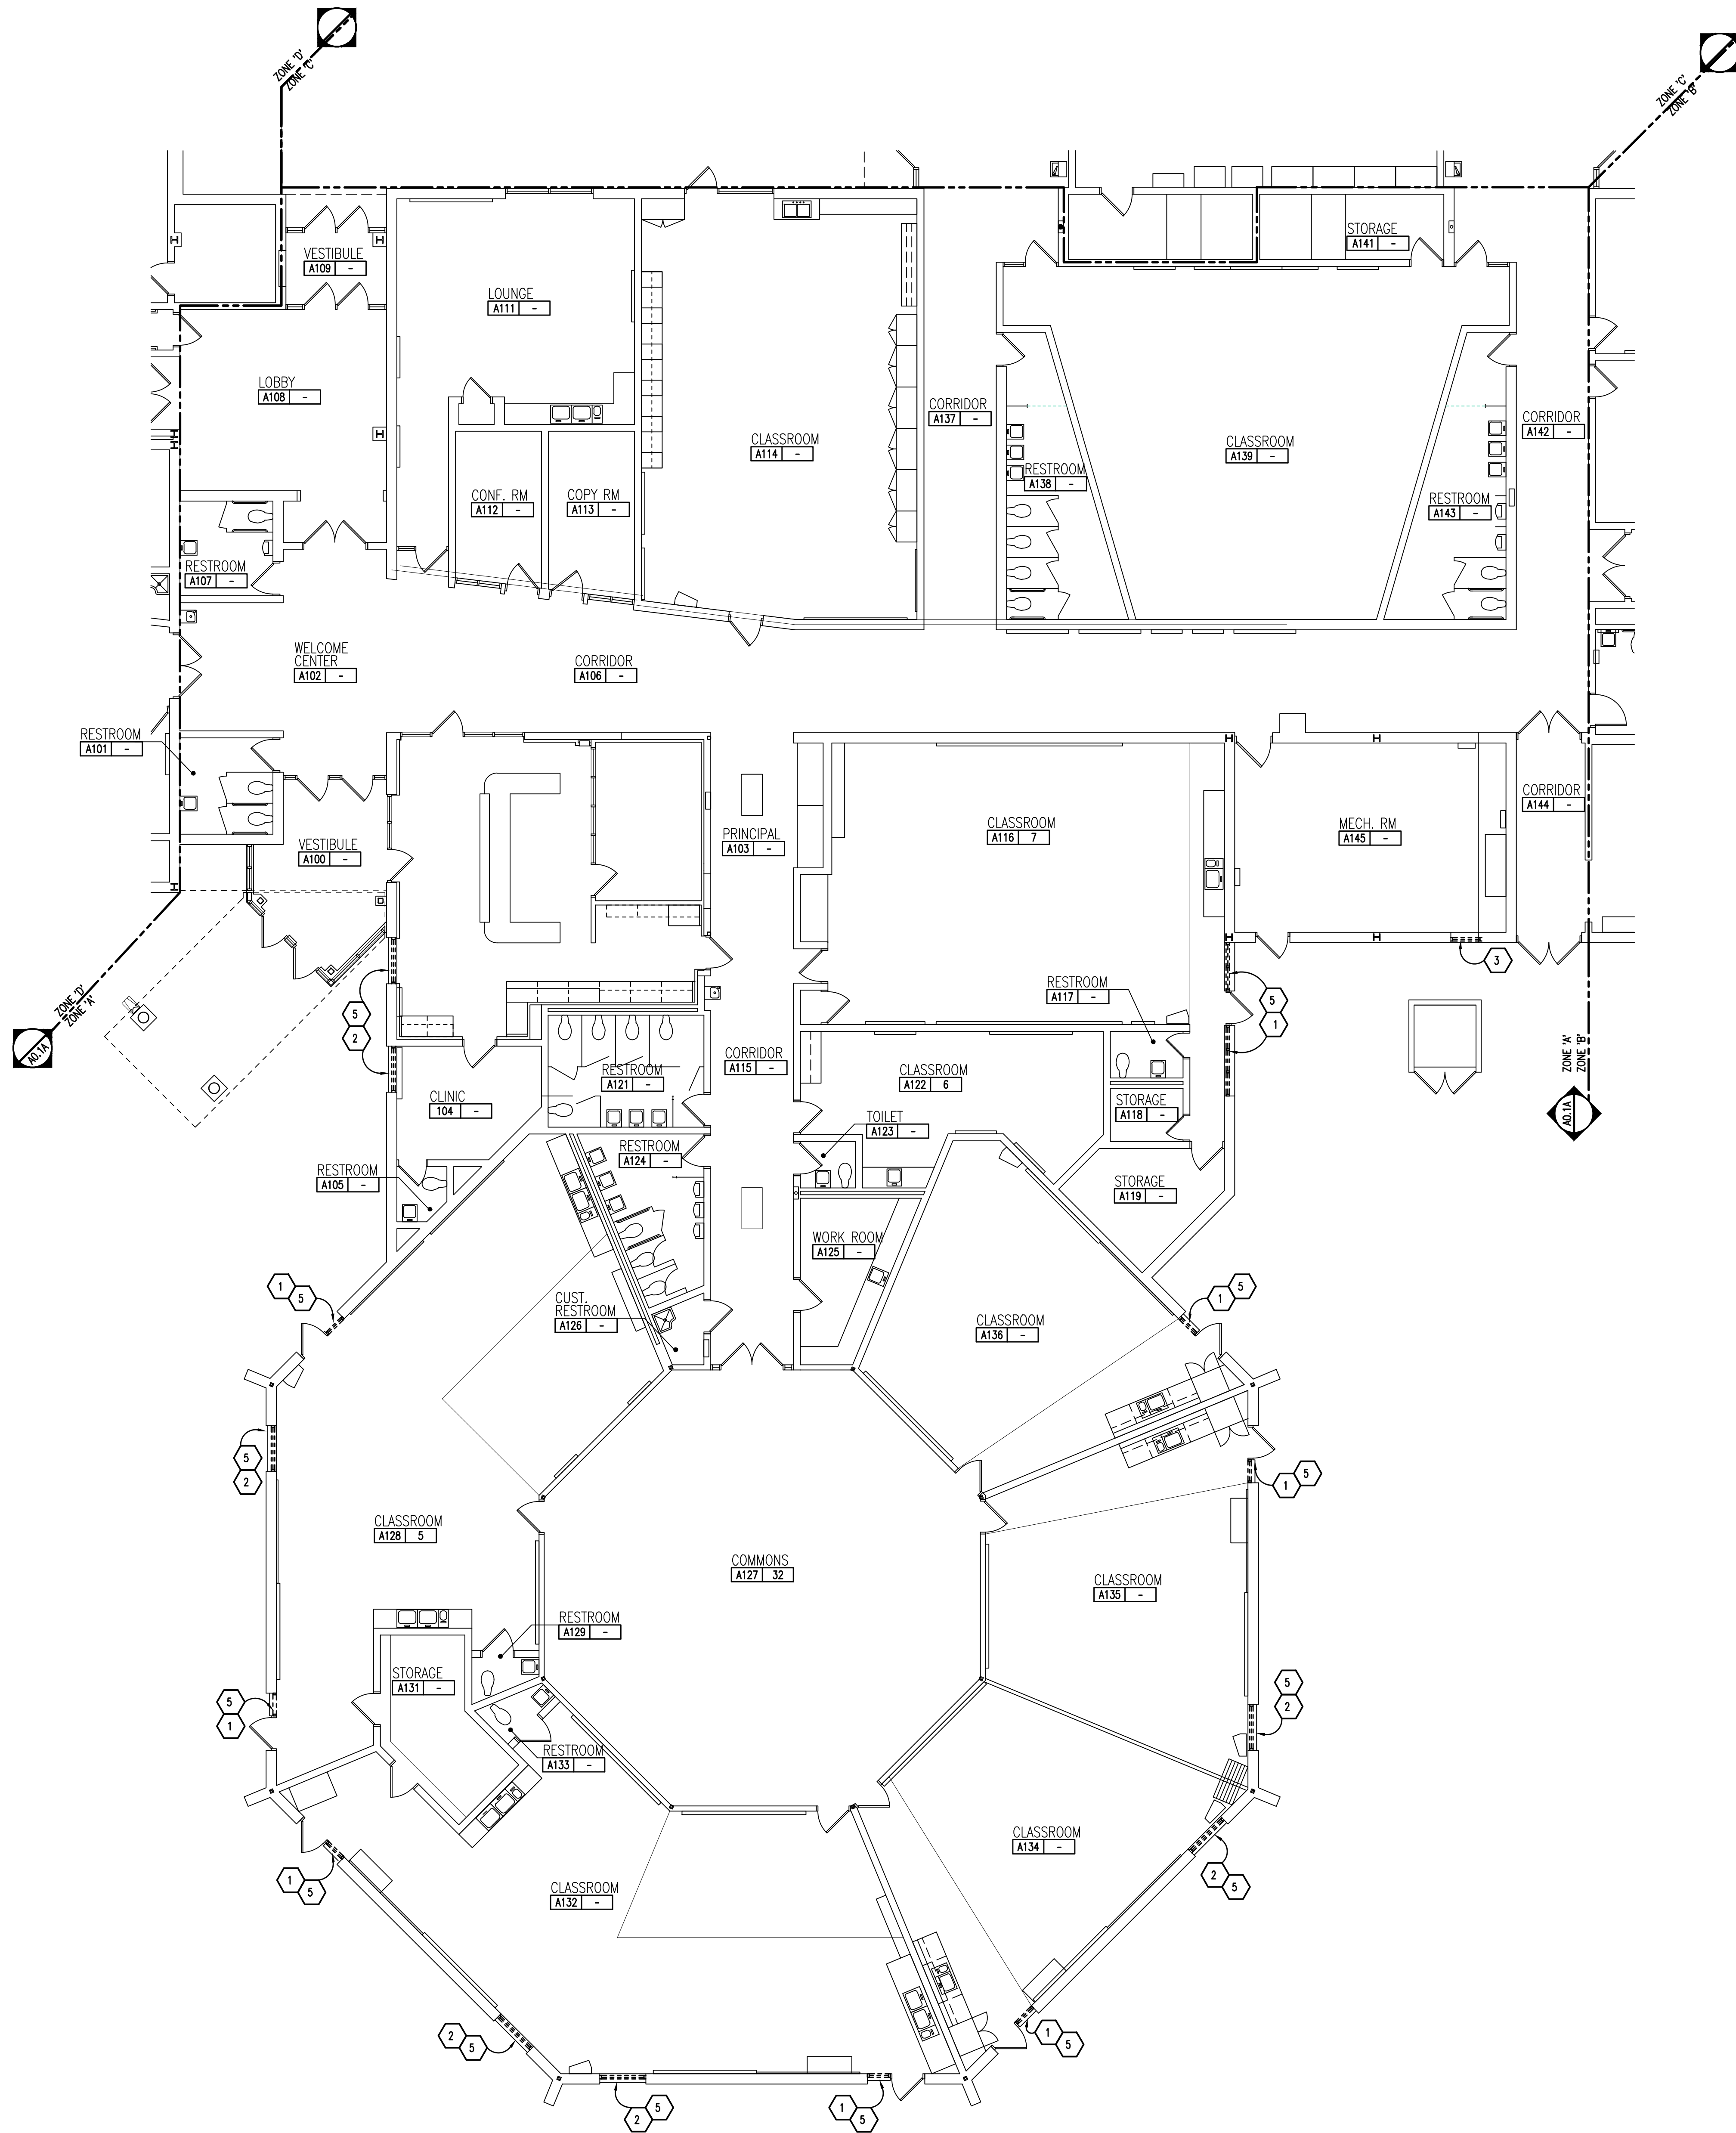 ZONE 'D'
ZONE 'C'
ZONE 'C'
ZONE 'B'
VESTIBULE
A109 -
STORAGE
A141 -
LOUNGE
A111 -
LOBBY
A108 -
CORRIDOR
A137 -
CORRIDOR
A142 -
CLASSROOM
A114 -
CLASSROOM
A139 -
RESTROOM
A138 -
CONF. RM
A112 -
COPY RM
A113 -
RESTROOM
A143 -
RESTROOM
A107 -
WELCOME
CENTER
A102 -
CORRIDOR
A106 -
RESTROOM
A101 -
CORRIDOR
A144 -
VESTIBULE
A100 -
PRINCIPAL
A103 -
CLASSROOM
A116 7
MECH. RM
A145 -
3
RESTROOM
A117 -
5
2
5
1
ZONE 'D'
ZONE 'A'
A0.1A
ZONE 'A'
ZONE 'B'
A0.1A
CORRIDOR
A115 -
RESTROOM
A121 -
CLASSROOM
A122 6
CLINIC
104 -
STORAGE
A118 -
TOILET
A123 -
RESTROOM
A124 -
RESTROOM
A105 -
STORAGE
A119 -
WORK ROOM
A125 -
1
5
5
1
CUST.
RESTROOM
A126 -
CLASSROOM
A136 -
5
2
5
1
CLASSROOM
A128 5
COMMONS
A127 32
CLASSROOM
A135 -
RESTROOM
A129 -
STORAGE
A131 -
5
1
5
2
RESTROOM
A133 -
CLASSROOM
A134 -
1
5
2
5
CLASSROOM
A132 -
2
5
1
5
5
2
1
5